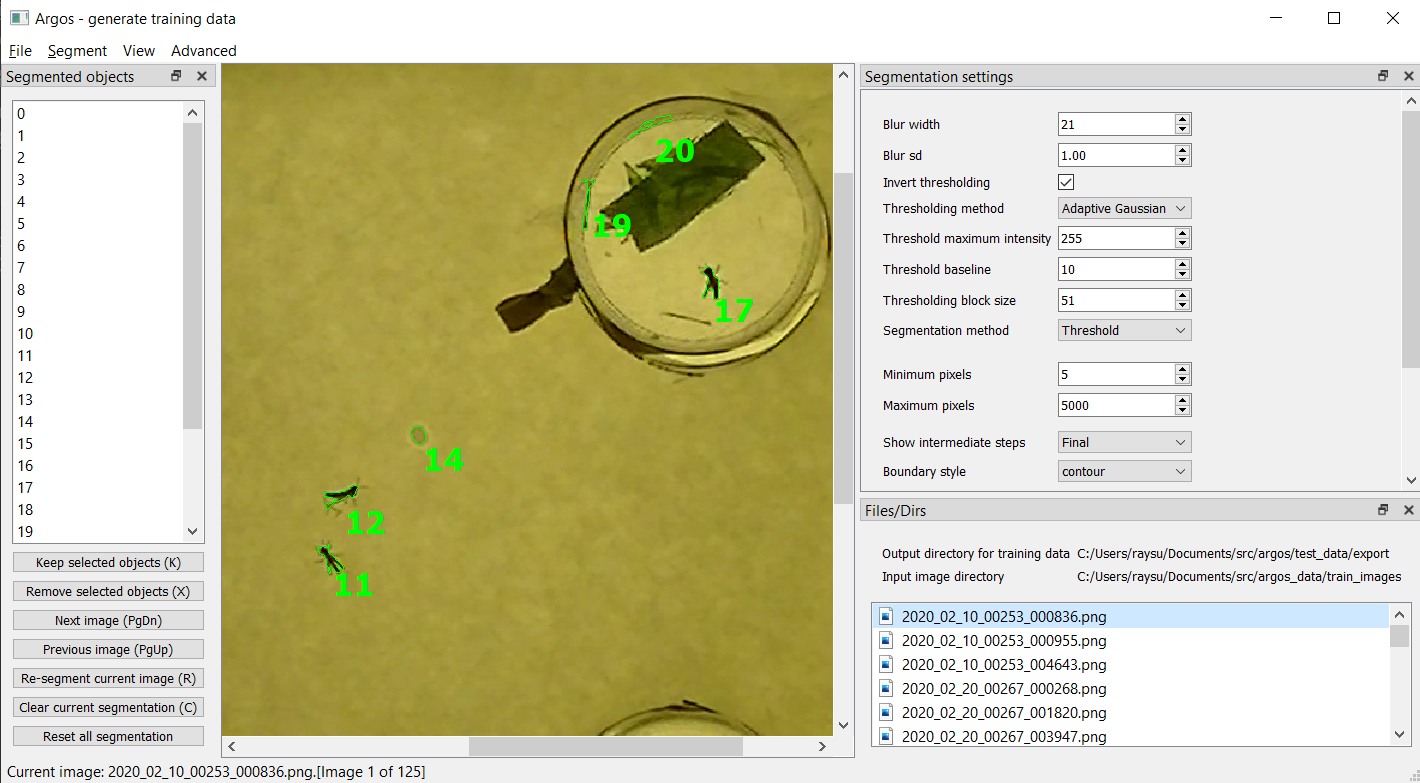 Argos - generate training data
File Segment View Advanced
Segmented objects
0
1
2
3
4
5
6
7
8
9
10
11
12
13
14
15
16
17
18
19
Keep selected objects (K)
Remove selected objects (X)
Next image (PgDn)
Previous image (PgUp)
Re-segment current image (R)
Clear current segmentation (C)
Reset all segmentation
20
19
17
14
12
11
Segmentation settings
Blur width 21
Blur sd 1.00
Invert thresholding
Thresholding method Adaptive Gaussian
Threshold maximum intensity 255
Threshold baseline 10
Thresholding block size 51
Segmentation method Threshold
Minimum pixels 5
Maximum pixels 5000
Show intermediate steps Final
Boundary style contour
Files/Dirs
Output directory for training data C:/Users/raysu/Documents/src/argos/test_data/export
Input image directory C:/Users/raysu/Documents/src/argos_data/train_images
2020_02_10_00253_000836.png
2020_02_10_00253_000955.png
2020_02_10_00253_004643.png
2020_02_20_00267_000268.png
2020_02_20_00267_001820.png
2020_02_20_00267_003947.png
Current image: 2020_02_10_00253_000836.png.[Image 1 of 125]